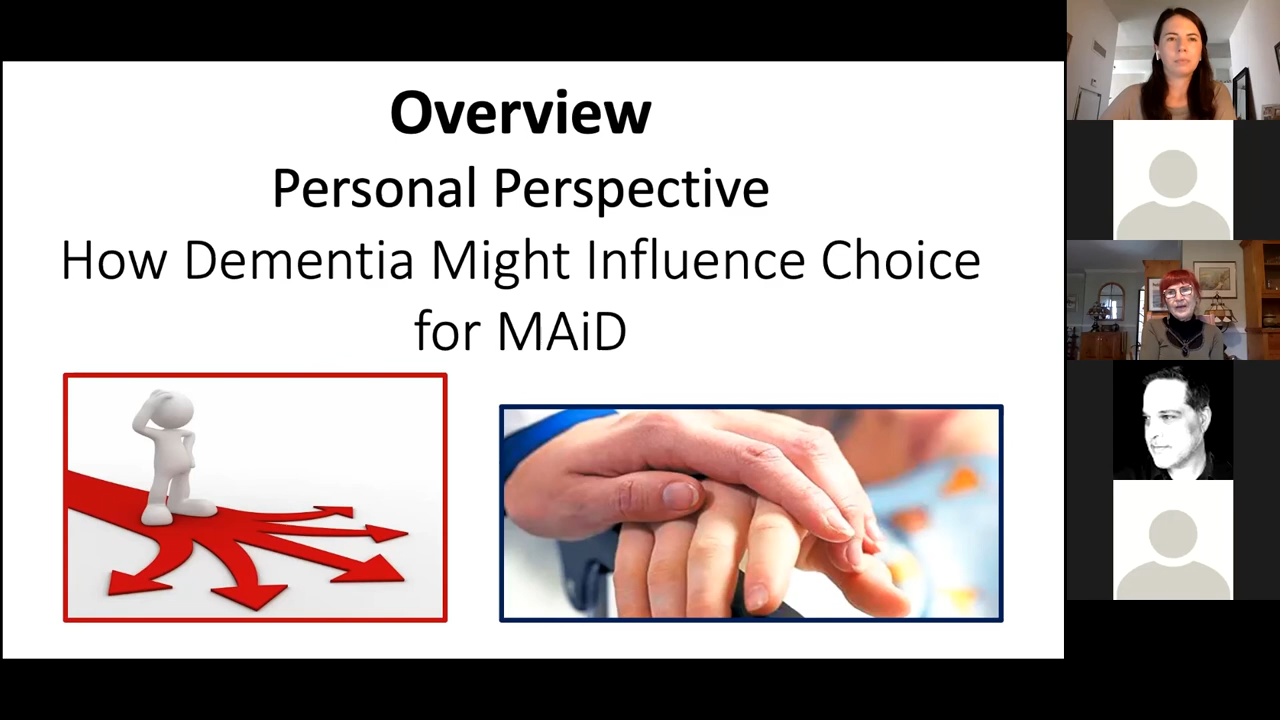 Overview
Personal Perspective
How Dementia Might Influence Choice
for MAiD